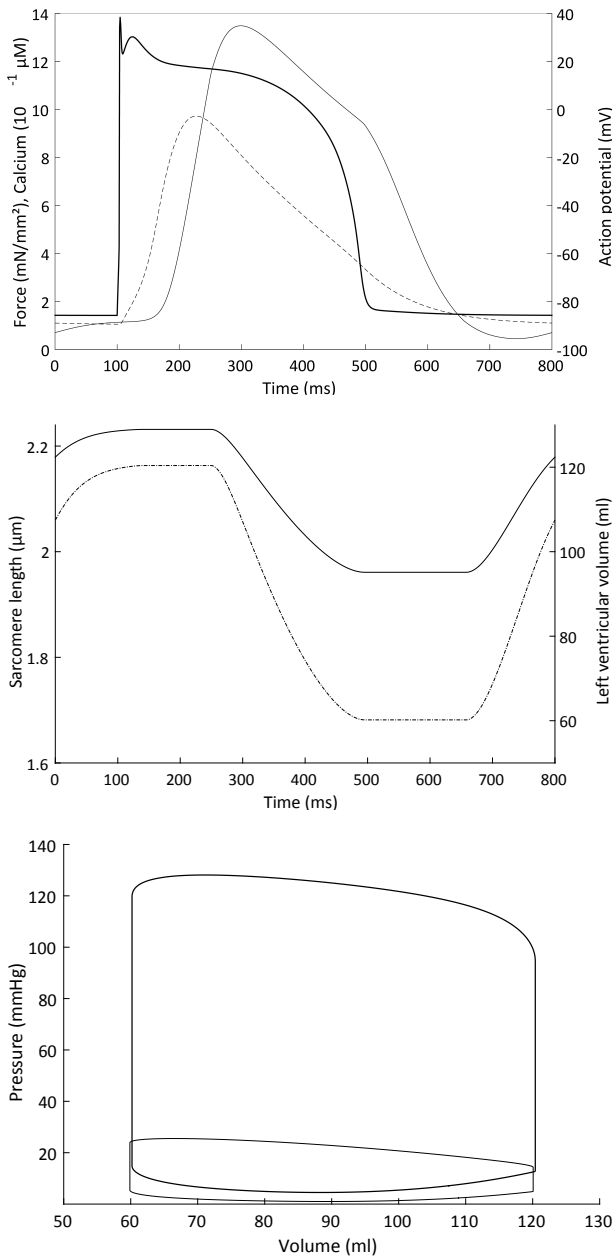 14
12
10
8
6
4
2
0
40
20
0
-20
-40
-60
-80
-100
0 100 200 300 400 500 600 700 800
Time (ms)
Force (mN/mm²), Calcium (10⁻¹ μM)
Action potential (mV)
2.2
2
1.8
1.6
120
100
80
60
0 100 200 300 400 500 600 700 800
Time (ms)
Sarcomere length (μm)
Left ventricular volume (ml)
140
120
100
80
60
40
20
50 60 70 80 90 100 110 120 130
Volume (ml)
Pressure (mmHg)